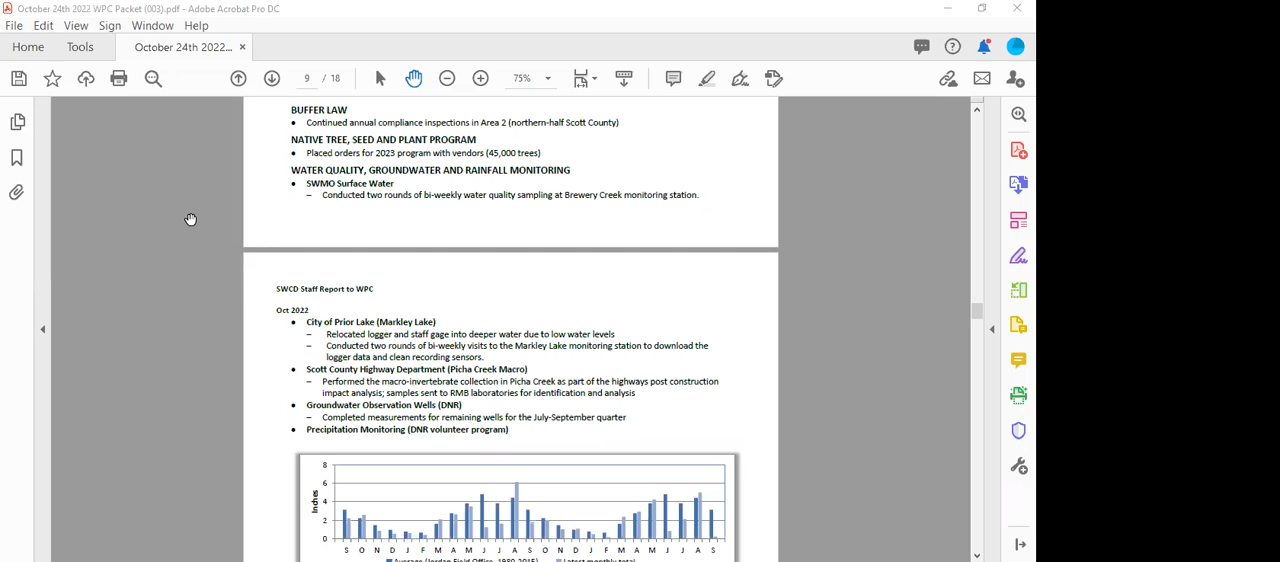 October 24th 2022 WPC Packet (003).pdf - Adobe Acrobat Pro DC
File Edit View Sign Window Help
Home Tools October 24th 2022... ×
9 / 18 75%
BUFFER LAW
• Continued annual compliance inspections in Area 2 (northern-half Scott County)
NATIVE TREE, SEED AND PLANT PROGRAM
• Placed orders for 2023 program with vendors (45,000 trees)
WATER QUALITY, GROUNDWATER AND RAINFALL MONITORING
• SWMO Surface Water
- Conducted two rounds of bi-weekly water quality sampling at Brewery Creek monitoring station.
SWCD Staff Report to WPC
Oct 2022
• City of Prior Lake (Markley Lake)
- Relocated logger and staff gage into deeper water due to low water levels
- Conducted two rounds of bi-weekly visits to the Markley Lake monitoring station to download the
logger data and clean recording sensors.
• Scott County Highway Department (Picha Creek Macro)
- Performed the macro-invertebrate collection in Picha Creek as part of the highways post construction
impact analysis; samples sent to RMB laboratories for identification and analysis
• Groundwater Observation Wells (DNR)
- Completed measurements for remaining wells for the July-September quarter
• Precipitation Monitoring (DNR volunteer program)
Inches
8
6
4
2
0
S O N D J F M A M J J A S O N D J F M A M J J A S
Average (Jordan Field Office, 1980-2015) Latest monthly total